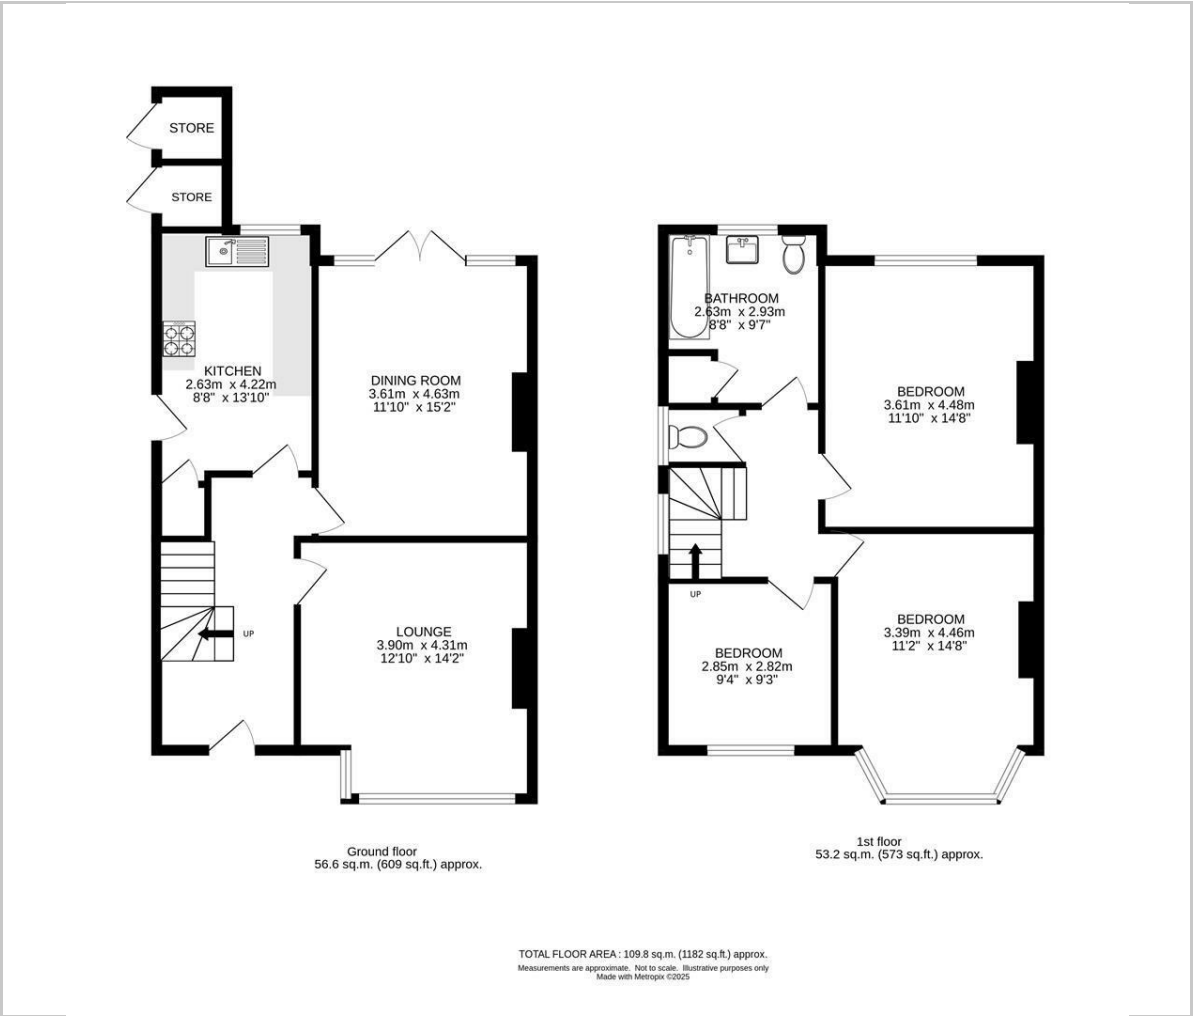 STORE
STORE
KITCHEN
2.63m x 4.22m
8'8" x 13'10"
DINING ROOM
3.61m x 4.63m
11'10" x 15'2"
UP
LOUNGE
3.90m x 4.31m
12'10" x 14'2"
Ground floor
56.6 sq.m. (609 sq.ft.) approx.
BATHROOM
2.63m x 2.93m
8'8" x 9'7"
BEDROOM
3.61m x 4.48m
11'10" x 14'8"
UP
BEDROOM
2.85m x 2.82m
9'4" x 9'3"
BEDROOM
3.39m x 4.46m
11'2" x 14'8"
1st floor
53.2 sq.m. (573 sq.ft.) approx.
TOTAL FLOOR AREA : 109.8 sq.m. (1182 sq.ft.) approx.
Measurements are approximate. Not to scale. Illustrative purposes only
Made with Metropix ©2025